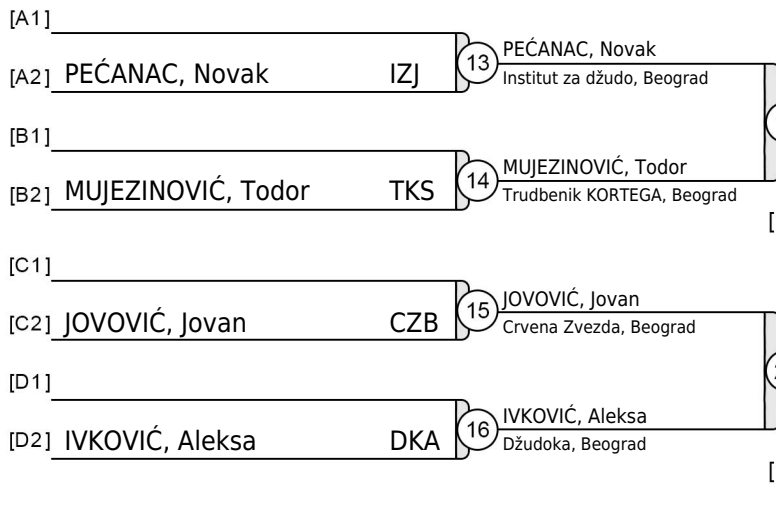 [A1]
[A2] PEĆANAC, Novak IZJ
13
PEĆANAC, Novak
Institut za džudo, Beograd
[B1]
[B2] MUJEZINOVIĆ, Todor TKS
14
MUJEZINOVIĆ, Todor
Trudbenik KORTEGA, Beograd
[
[C1]
[C2] JOVOVIĆ, Jovan CZB
15
JOVOVIĆ, Jovan
Crvena Zvezda, Beograd
[D1]
[D2] IVKOVIĆ, Aleksa DKA
16
IVKOVIĆ, Aleksa
Džudoka, Beograd
[